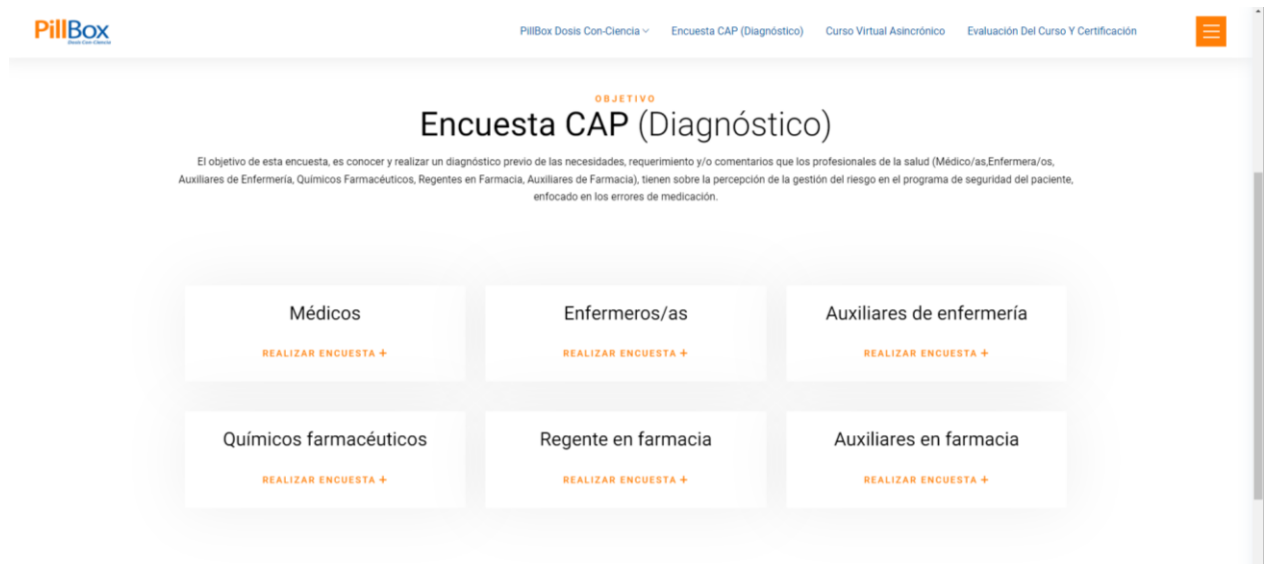 PillBox
Dosis Con-Ciencia
PillBox Dosis Con-Ciencia
Encuesta CAP (Diagnóstico)
Curso Virtual Asincrónico
Evaluación Del Curso Y Certificación
OBJETIVO
Encuesta CAP (Diagnóstico)
El objetivo de esta encuesta, es conocer y realizar un diagnóstico previo de las necesidades, requerimiento y/o comentarios que los profesionales de la salud (Médico/as,Enfermera/os,
Auxiliares de Enfermería, Químicos Farmacéuticos, Regentes en Farmacia, Auxiliares de Farmacia), tienen sobre la percepción de la gestión del riesgo en el programa de seguridad del paciente,
enfocado en los errores de medicación.
Médicos
REALIZAR ENCUESTA +
Enfermeros/as
REALIZAR ENCUESTA +
Auxiliares de enfermería
REALIZAR ENCUESTA +
Químicos farmacéuticos
REALIZAR ENCUESTA +
Regente en farmacia
REALIZAR ENCUESTA +
Auxiliares en farmacia
REALIZAR ENCUESTA +